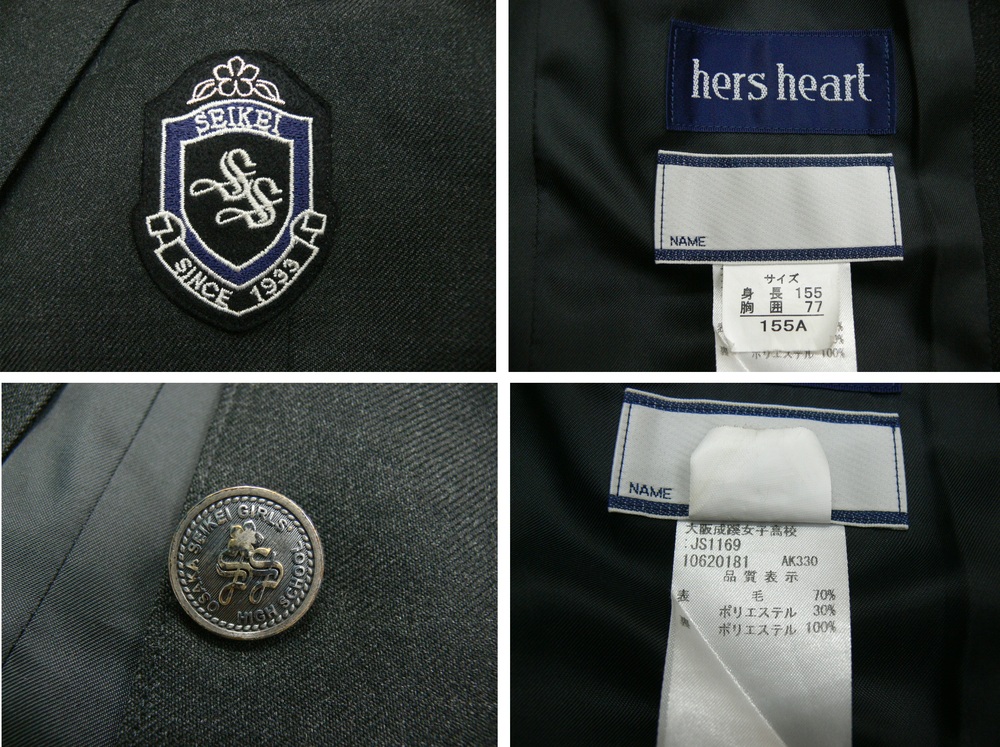 SEIKEI
SS
SINCE 1933
hers heart
NAME
サイズ
身長 155
胸囲 77
155A
ポリエステル 100%
OSAKA SEIKEI GIRLS' HIGH SCHOOL
NAME
大阪成蹊女子高校
:JS1169
10620181 AK330
品質表示
表 毛 70%
ポリエステル 30%
ポリエステル 100%